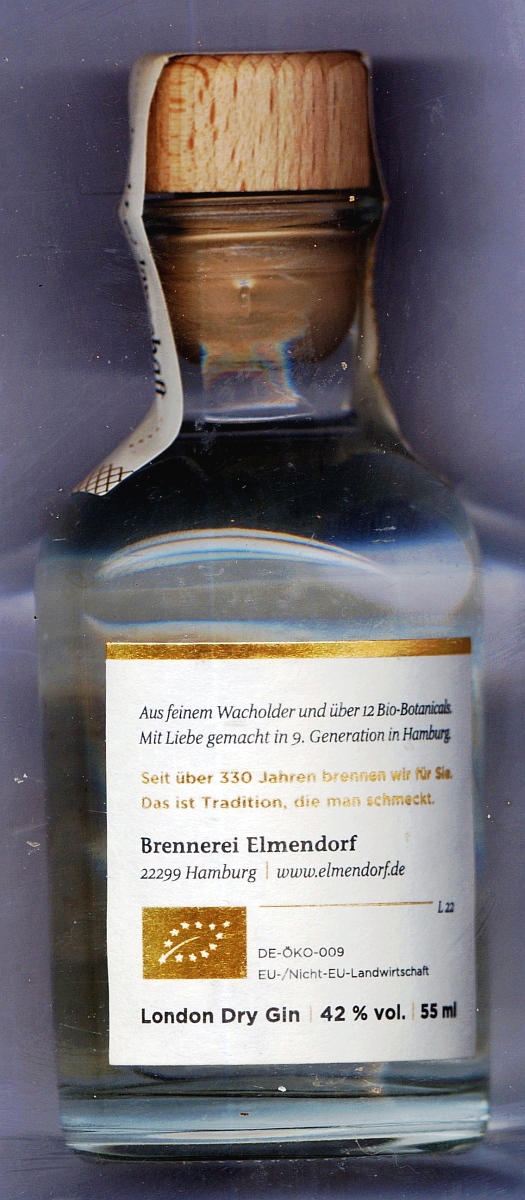 Aus feinem Wacholder und über 12 Bio-Botanicals.
Mit Liebe gemacht in 9. Generation in Hamburg.
Seit über 330 Jahren brennen wir für Sie.
Das ist Tradition, die man schmeckt.
Brennerei Elmendorf
22299 Hamburg | www.elmendorf.de
L 22
DE-ÖKO-009
EU-/Nicht-EU-Landwirtschaft
London Dry Gin | 42 % vol. | 55 ml